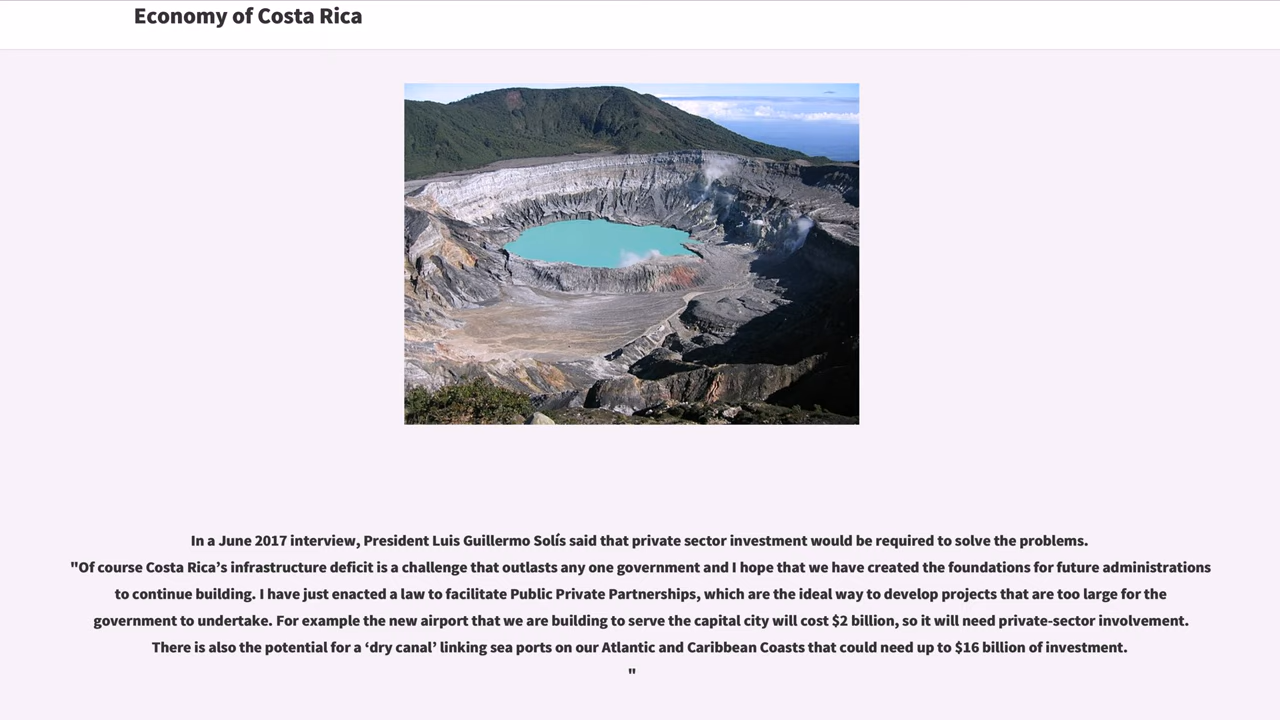 Economy of Costa Rica
In a June 2017 interview, President Luis Guillermo Solís said that private sector investment would be required to solve the problems.
"Of course Costa Rica’s infrastructure deficit is a challenge that outlasts any one government and I hope that we have created the foundations for future administrations
to continue building. I have just enacted a law to facilitate Public Private Partnerships, which are the ideal way to develop projects that are too large for the
government to undertake. For example the new airport that we are building to serve the capital city will cost $2 billion, so it will need private-sector involvement.
There is also the potential for a ‘dry canal’ linking sea ports on our Atlantic and Caribbean Coasts that could need up to $16 billion of investment.
"